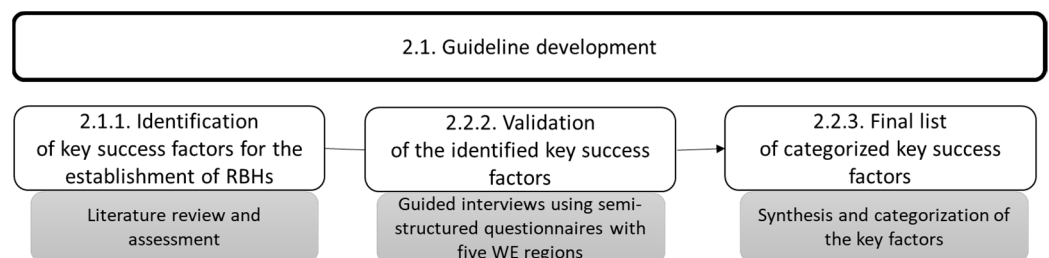 2.1. Guideline development
2.1.1. Identification
of key success factors for the
establishment of RBHs
2.2.2. Validation
of the identified key success
factors
2.2.3. Final list
of categorized key success
factors
Literature review and
assessment
Guided interviews using semi-
structured questionnaires with
five WE regions
Synthesis and categorization of
the key factors